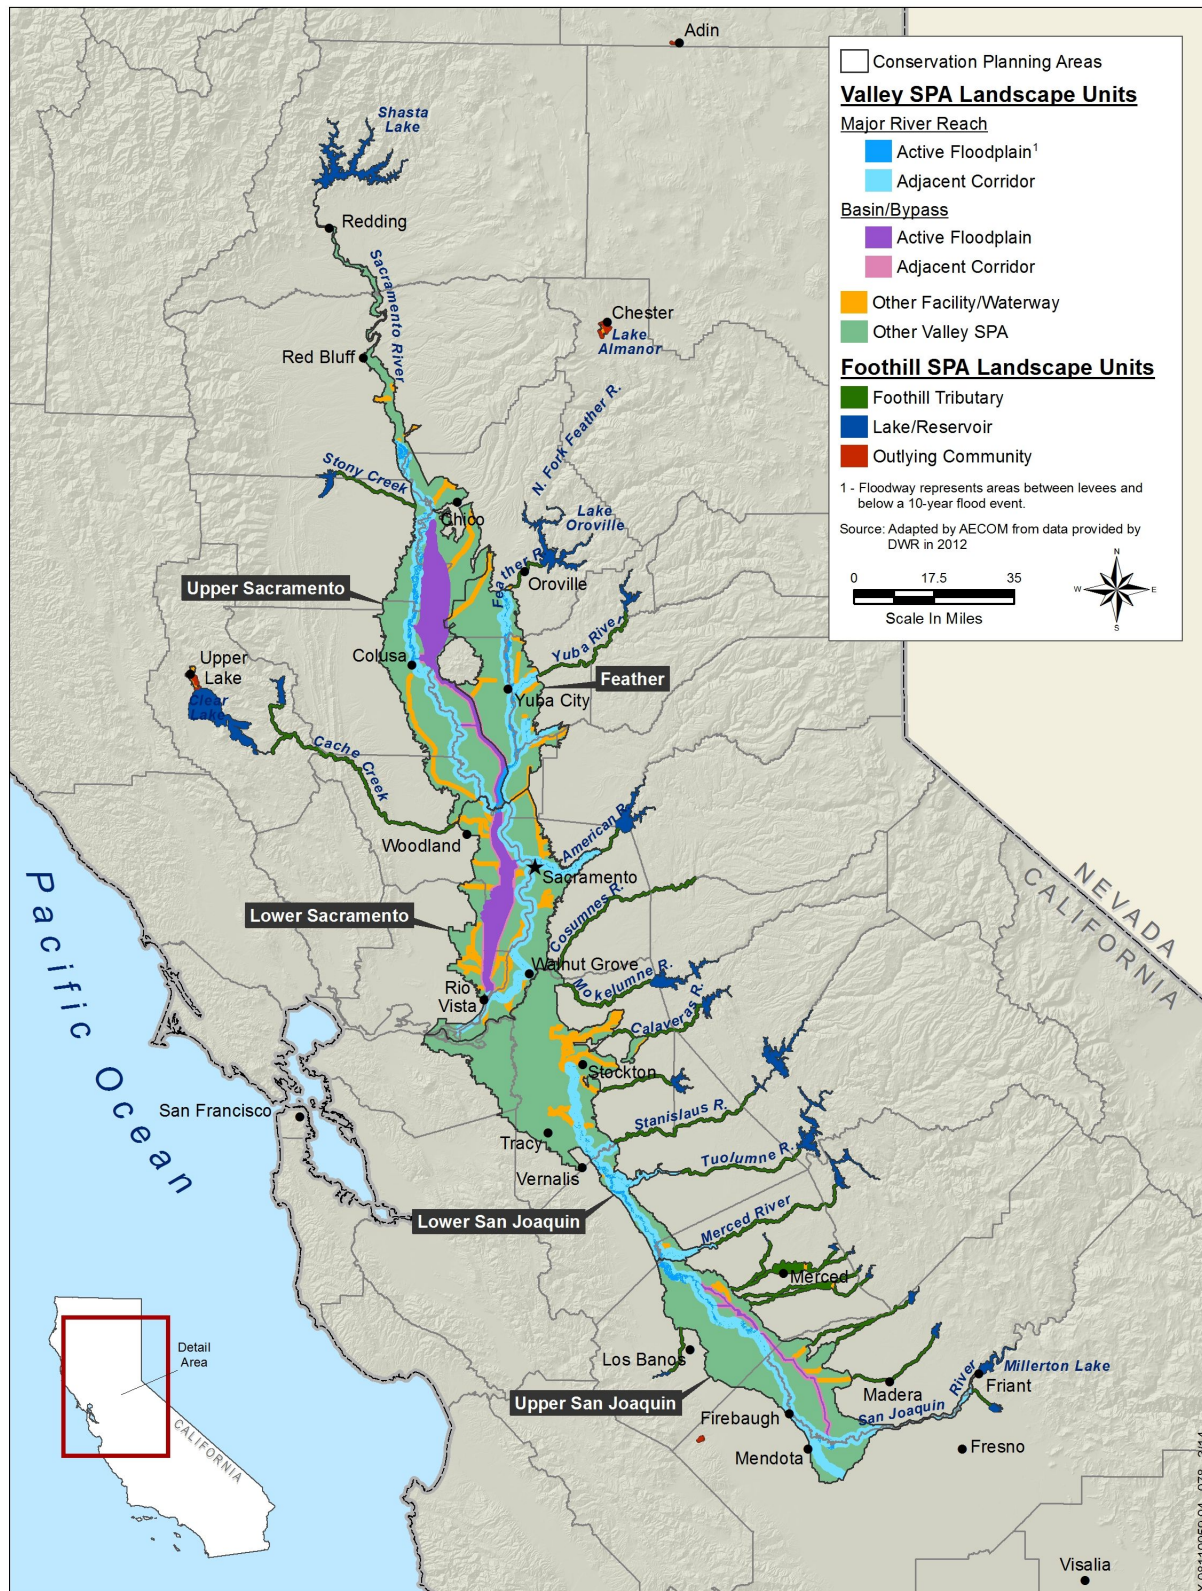 Adin
Conservation Planning Areas
Valley SPA Landscape Units
Major River Reach
Active Floodplain1
Adjacent Corridor
Basin/Bypass
Active Floodplain
Adjacent Corridor
Other Facility/Waterway
Other Valley SPA
Foothill SPA Landscape Units
Foothill Tributary
Lake/Reservoir
Outlying Community
1 - Floodway represents areas between levees and
below a 10-year flood event.
Source: Adapted by AECOM from data provided by
DWR in 2012
0 17.5 35
Scale In Miles
N
W E
S
Shasta
Lake
Redding
Sacramento River
Chester
Lake
Almanor
Red Bluff
N. Fork Feather R.
Stony Creek
Chico
Lake
Oroville
Feather R.
Oroville
Upper Sacramento
Yuba River
Colusa
Upper
Lake
Clear
Lake
Feather
Yuba City
Cache Creek
American R.
Woodland
Sacramento
NEVADA
CALIFORNIA
Lower Sacramento
Cosumnes R.
Walnut Grove
Mokelumne R.
Rio
Vista
Calaveras R.
Stockton
Pacific Ocean
San Francisco
Stanislaus R.
Tracy
Tuolumne R.
Vernalis
Lower San Joaquin
Merced River
Merced
Los Banos
Upper San Joaquin
Millerton Lake
Friant
Madera
San Joaquin River
Firebaugh
Mendota
Fresno
Detail
Area
CALIFORNIA
Visalia